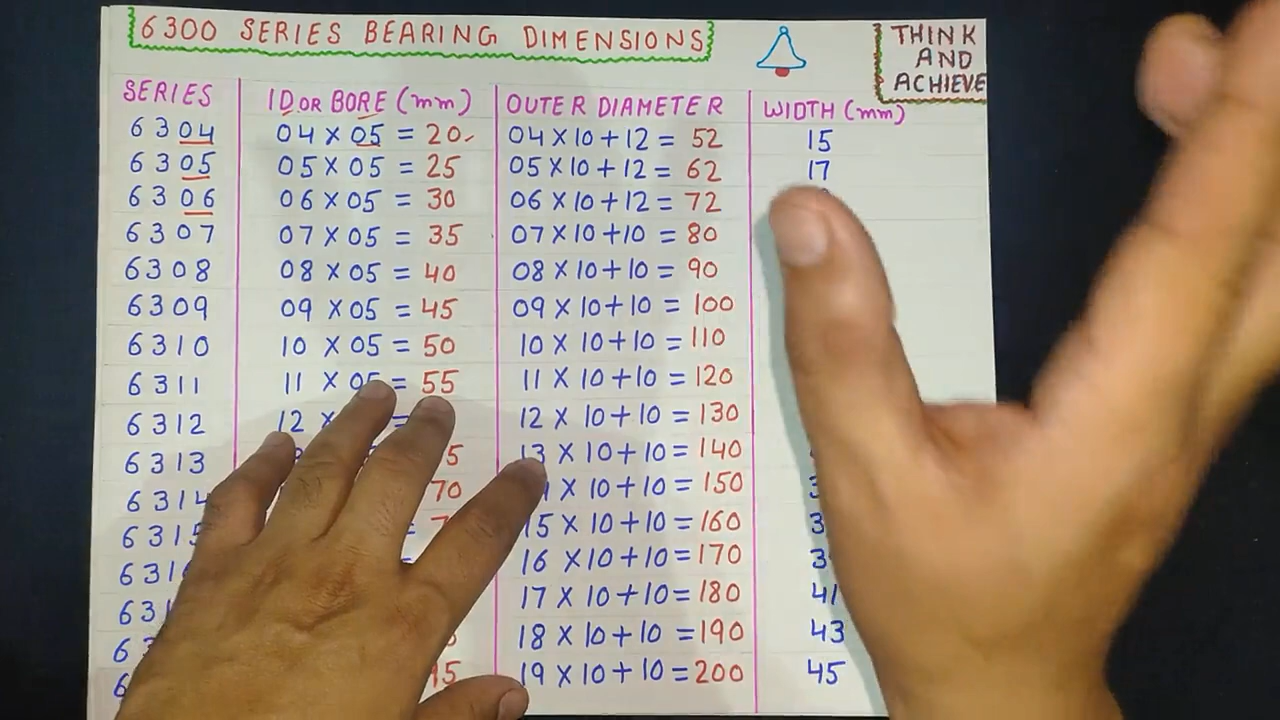 6300 SERIES BEARING DIMENSIONS
THINK
AND
ACHIEVE
SERIES ID OR BORE (mm) OUTER DIAMETER WIDTH (mm)
6304 04 X 05 = 20 04 X 10 + 12 = 52 15
6305 05 X 05 = 25 05 X 10 + 12 = 62 17
6306 06 X 05 = 30 06 X 10 + 12 = 72
6307 07 X 05 = 35 07 X 10 + 10 = 80
6308 08 X 05 = 40 08 X 10 + 10 = 90
6309 09 X 05 = 45 09 X 10 + 10 = 100
6310 10 X 05 = 50 10 X 10 + 10 = 110
6311 11 X 05 = 55 11 X 10 + 10 = 120
6312 12 X = 12 X 10 + 10 = 130
6313 13 X 10 + 10 = 140
6314 70 X 10 + 10 = 150
6315 = 15 X 10 + 10 = 160
16 X 10 + 10 = 170
17 X 10 + 10 = 180 41
18 X 10 + 10 = 190 43
19 X 10 + 10 = 200 45